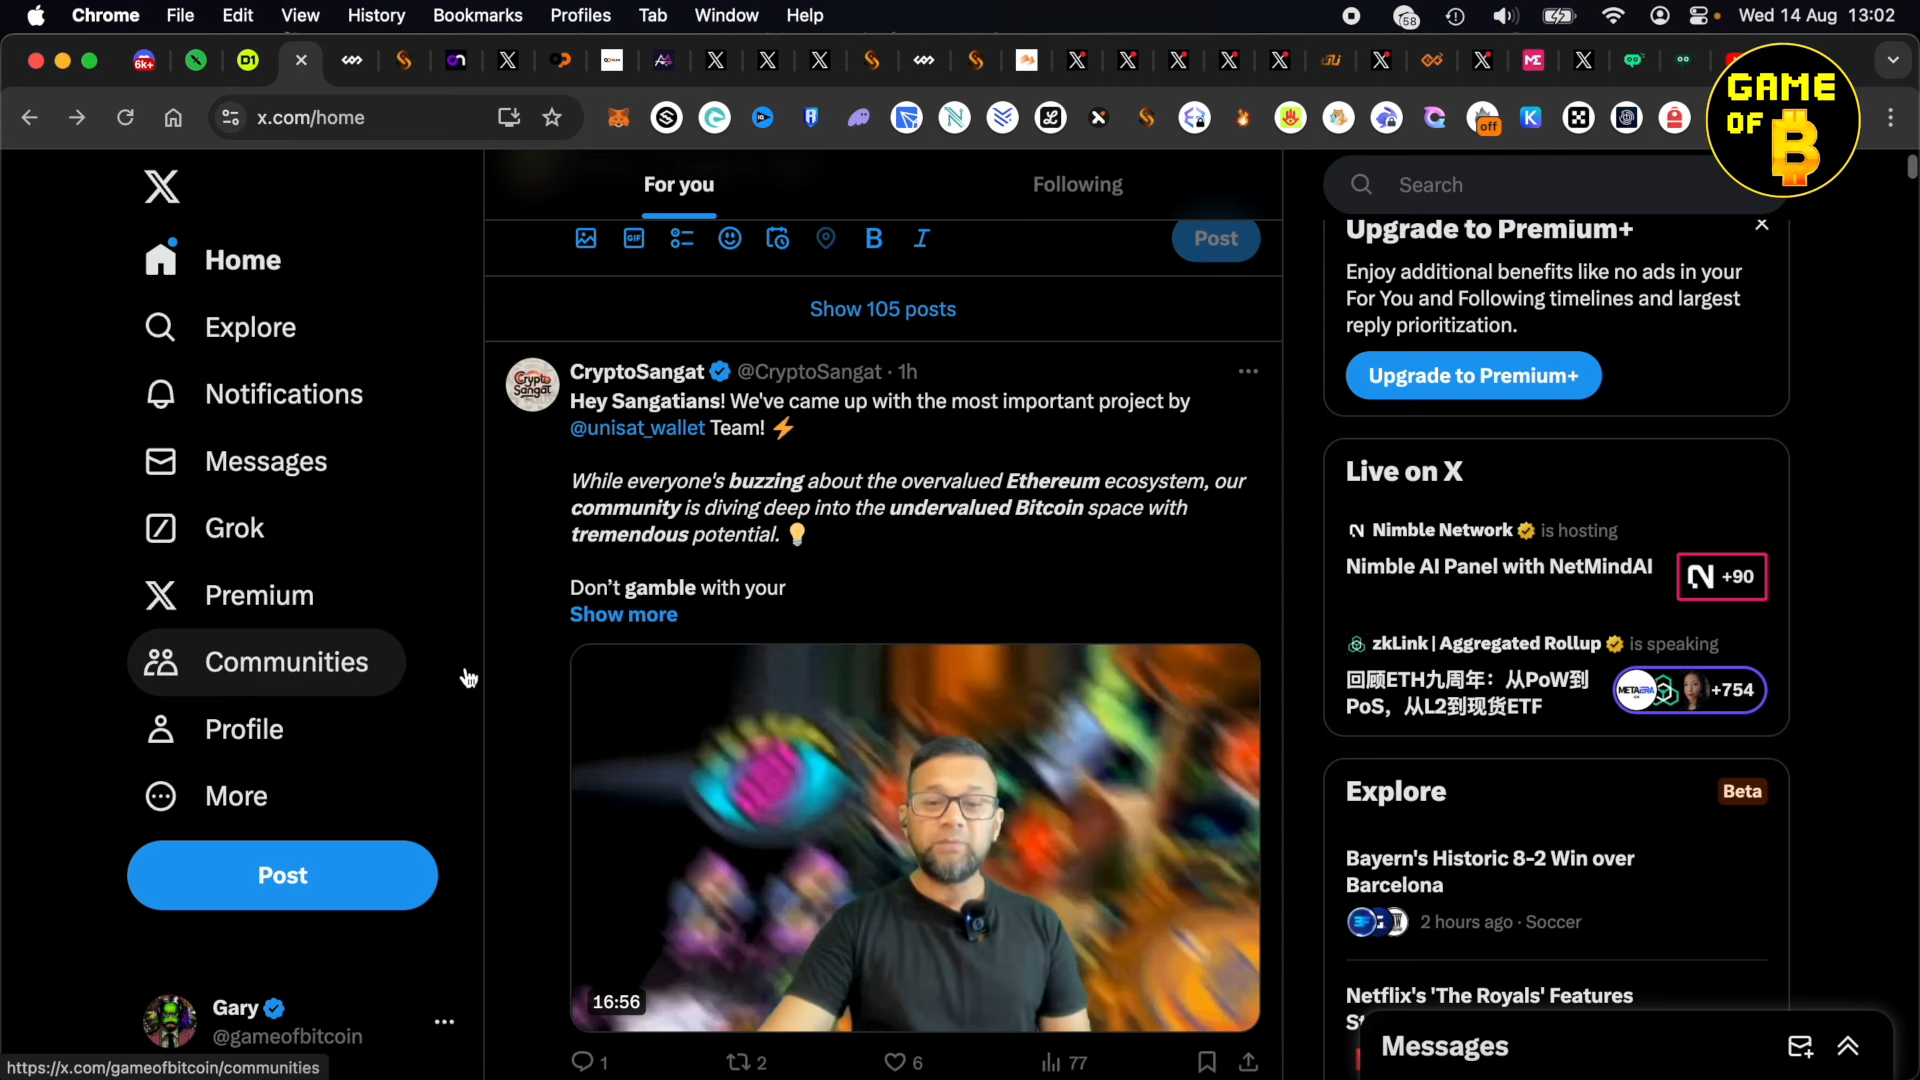 Chrome File Edit View History Bookmarks Profiles Tab Window Help
58
Wed 14 Aug 13:02
6k+
D1
x.com/home
off
GAME
OF B
For you
Following
Search
Post
Show 105 posts
Home
Explore
Notifications
Messages
Grok
Premium
Communities
Profile
More
Post
Gary
@gameofbitcoin
https://x.com/gameofbitcoin/communities
CryptoSangat @CryptoSangat · 1h
Hey Sangatians! We've came up with the most important project by
@unisat_wallet Team! ⚡
While everyone's buzzing about the overvalued Ethereum ecosystem, our
community is diving deep into the undervalued Bitcoin space with
tremendous potential. 💡
Don’t gamble with your
Show more
Crypto
Sangat
GIF
B I
16:56
1 2 6 77
Upgrade to Premium+
Enjoy additional benefits like no ads in your
For You and Following timelines and largest
reply prioritization.
Upgrade to Premium+
Live on X
Nimble Network is hosting
Nimble AI Panel with NetMindAI
+90
zkLink | Aggregated Rollup is speaking
回顾ETH九周年：从PoW到
PoS，从L2到现货ETF
METAERA
+754
Explore
Beta
Bayern's Historic 8-2 Win over
Barcelona
2 hours ago · Soccer
Netflix's 'The Royals' Features
Messages